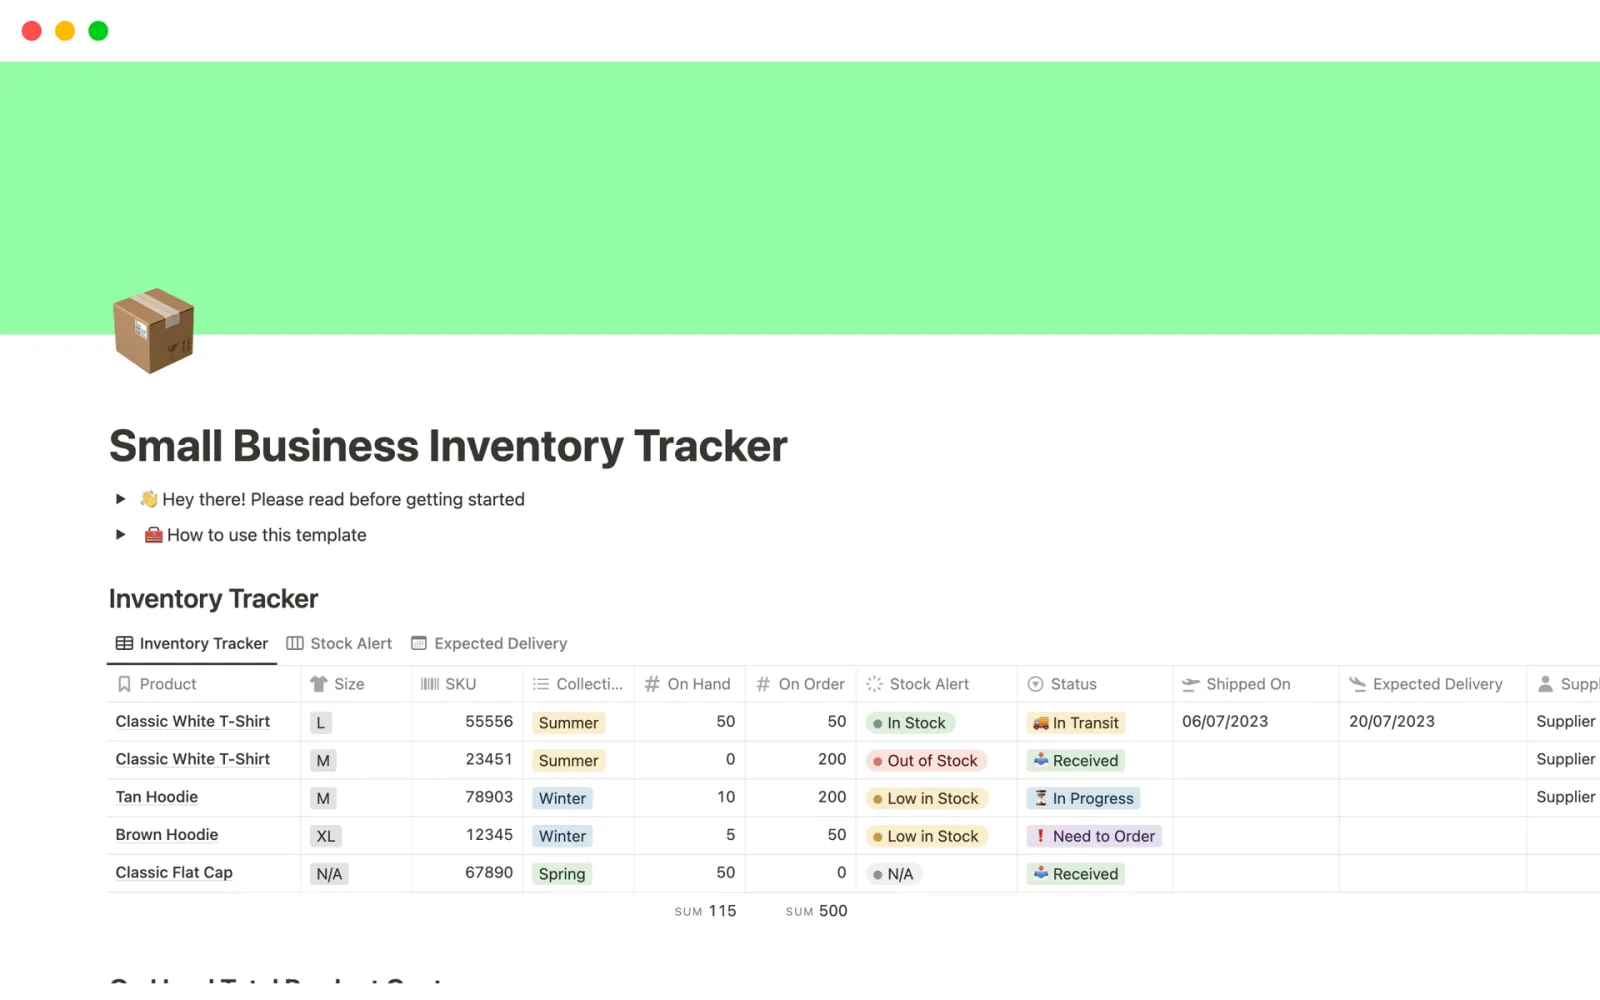 Small Business Inventory Tracker
Hey there! Please read before getting started
How to use this template
Inventory Tracker
Inventory Tracker Stock Alert Expected Delivery
Product Size SKU Collecti... On Hand On Order Stock Alert Status Shipped On Expected Delivery Suppl
Classic White T-Shirt L 55556 Summer 50 50 In Stock In Transit 06/07/2023 20/07/2023 Supplier
Classic White T-Shirt M 23451 Summer 0 200 Out of Stock Received Supplier
Tan Hoodie M 78903 Winter 10 200 Low in Stock In Progress Supplier
Brown Hoodie XL 12345 Winter 5 50 Low in Stock Need to Order
Classic Flat Cap N/A 67890 Spring 50 0 N/A Received
SUM 115 SUM 500